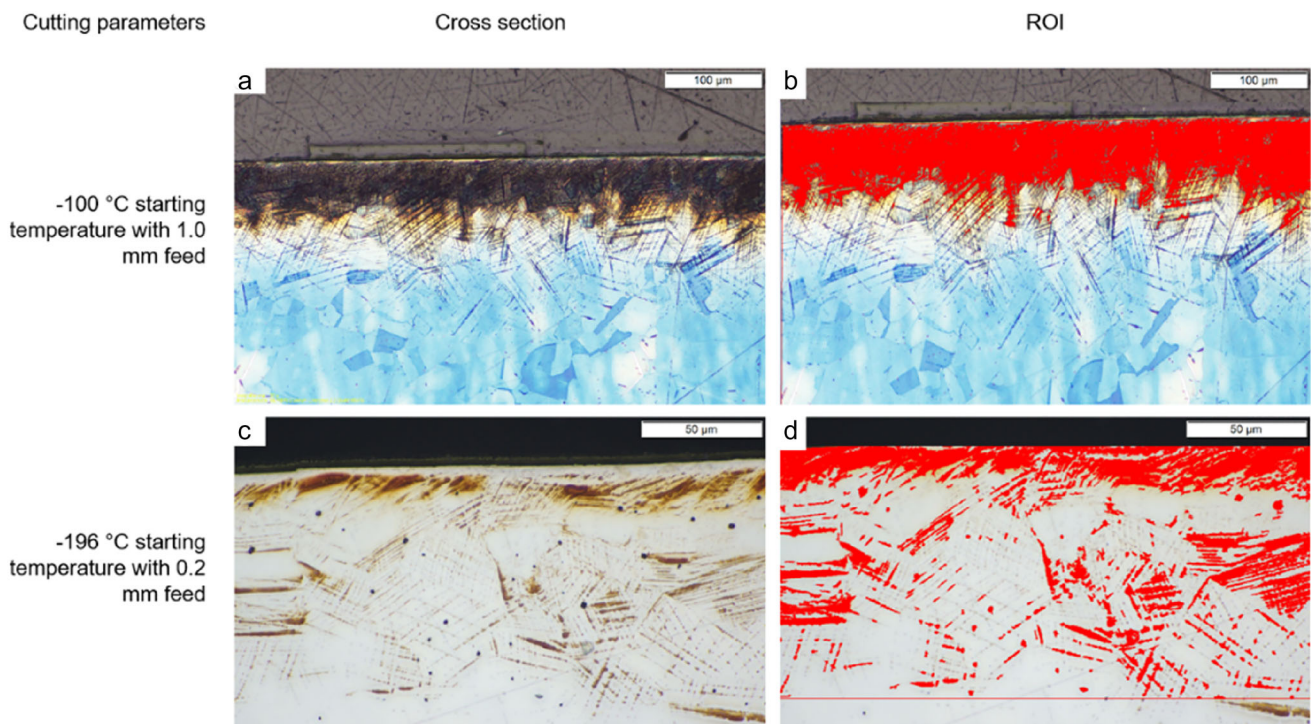 Cutting parameters
Cross section
ROI
a
100 µm
b
100 µm
-100 °C starting
temperature with 1.0
mm feed
c
50 µm
d
50 µm
-196 °C starting
temperature with 0.2
mm feed